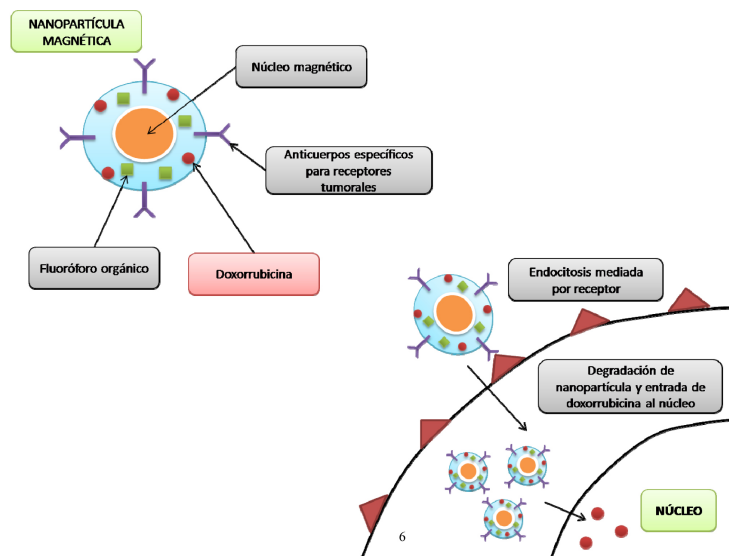 NANOPARTÍCULA
MAGNÉTICA
Núcleo magnético
Anticuerpos específicos
para receptores
tumorales
Fluoróforo orgánico
Doxorrubicina
Endocitosis mediada
por receptor
Degradación de
nanopartícula y entrada de
doxorrubicina al núcleo
NÚCLEO
6